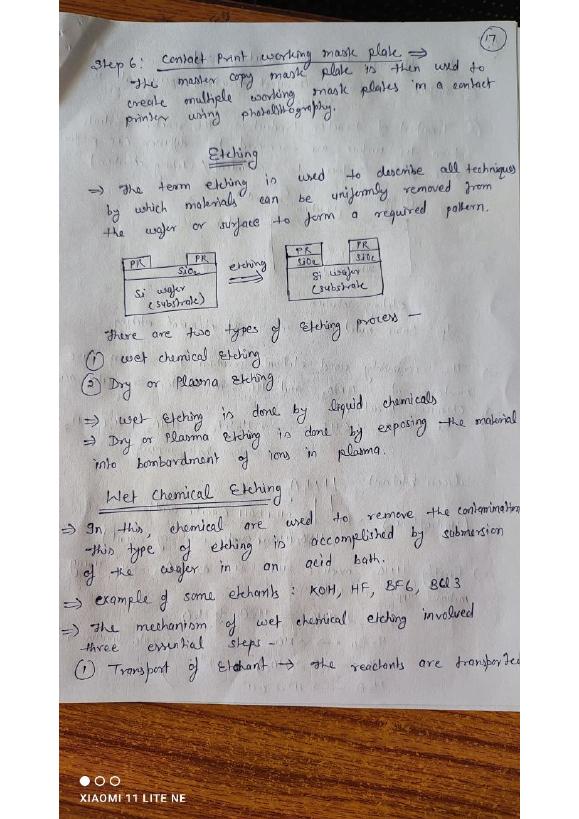 17
Step 6: Contact Print working mask plate ⇒
The master copy mask plate is then used to
create multiple working mask plates in a contact
printer using photolithography.
Etching
⇒ The term etching is used to describe all techniques
by which materials can be uniformly removed from
the wafer or surface to form a required pattern.
PR PR
SiO2
Si wafer
(substrate)
etching
PR PR
SiO2 SiO2
Si wafer
(substrate
There are two types of Etching process —
① wet chemical Etching
② Dry or Plasma Etching
⇒ wet Etching is done by liquid chemicals
⇒ Dry or Plasma Etching is done by exposing the material
into bombardment of ions in plasma.
Wet Chemical Etching
⇒ In this, chemical are used to remove the contamination
this type of etching is accomplished by submersion
of the wafer in an acid bath.
⇒ example of some etchants : KOH, HF, BF6, BCl3
⇒ The mechanism of wet chemical etching involved
three essential steps -
① Transport of Etchant → The reactants are transported
XIAOMI 11 LITE NE